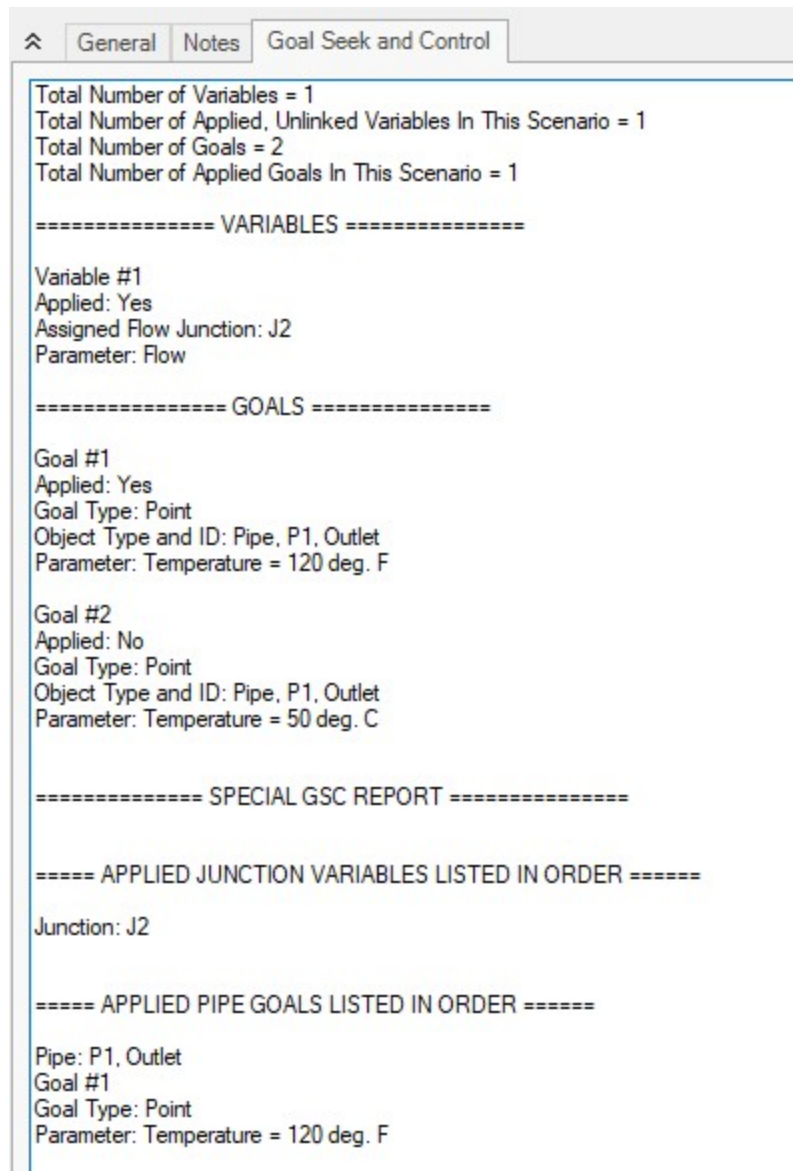 General Notes Goal Seek and Control
Total Number of Variables = 1
Total Number of Applied, Unlinked Variables In This Scenario = 1
Total Number of Goals = 2
Total Number of Applied Goals In This Scenario = 1
=============== VARIABLES ===============
Variable #1
Applied: Yes
Assigned Flow Junction: J2
Parameter: Flow
================ GOALS ===============
Goal #1
Applied: Yes
Goal Type: Point
Object Type and ID: Pipe, P1, Outlet
Parameter: Temperature = 120 deg. F
Goal #2
Applied: No
Goal Type: Point
Object Type and ID: Pipe, P1, Outlet
Parameter: Temperature = 50 deg. C
============== SPECIAL GSC REPORT ===============
===== APPLIED JUNCTION VARIABLES LISTED IN ORDER ======
Junction: J2
===== APPLIED PIPE GOALS LISTED IN ORDER ======
Pipe: P1, Outlet
Goal #1
Goal Type: Point
Parameter: Temperature = 120 deg. F